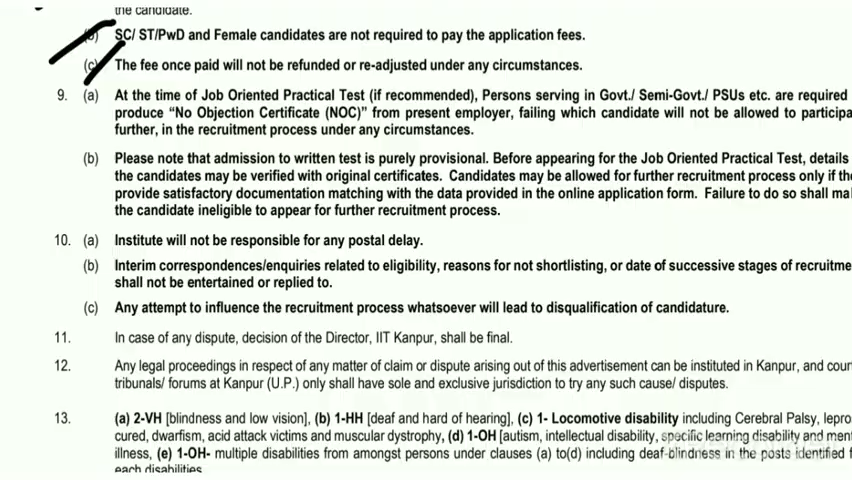 the candidate.
(b) SC/ ST/PwD and Female candidates are not required to pay the application fees.
(c) The fee once paid will not be refunded or re-adjusted under any circumstances.
9. (a) At the time of Job Oriented Practical Test (if recommended), Persons serving in Govt./ Semi-Govt./ PSUs etc. are required
produce “No Objection Certificate (NOC)” from present employer, failing which candidate will not be allowed to participa
further, in the recruitment process under any circumstances.
(b) Please note that admission to written test is purely provisional. Before appearing for the Job Oriented Practical Test, details
the candidates may be verified with original certificates. Candidates may be allowed for further recruitment process only if the
provide satisfactory documentation matching with the data provided in the online application form. Failure to do so shall mal
the candidate ineligible to appear for further recruitment process.
10. (a) Institute will not be responsible for any postal delay.
(b) Interim correspondences/enquiries related to eligibility, reasons for not shortlisting, or date of successive stages of recruitme
shall not be entertained or replied to.
(c) Any attempt to influence the recruitment process whatsoever will lead to disqualification of candidature.
11. In case of any dispute, decision of the Director, IIT Kanpur, shall be final.
12. Any legal proceedings in respect of any matter of claim or dispute arising out of this advertisement can be instituted in Kanpur, and cour
tribunals/ forums at Kanpur (U.P.) only shall have sole and exclusive jurisdiction to try any such cause/ disputes.
13. (a) 2-VH [blindness and low vision], (b) 1-HH [deaf and hard of hearing], (c) 1- Locomotive disability including Cerebral Palsy, lepro
cured, dwarfism, acid attack victims and muscular dystrophy, (d) 1-OH [autism, intellectual disability, specific learning disability and men
illness, (e) 1-OH- multiple disabilities from amongst persons under clauses (a) to(d) including deaf-blindness in the posts identified f
each disabilities.